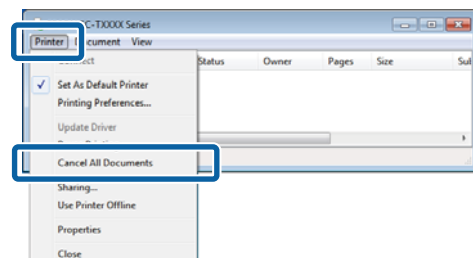 C-TXXXX Series
Printer Document View
Connect
Status Owner Pages Size
Set As Default Printer
Printing Preferences...
Update Driver
Cancel All Documents
Sharing...
Use Printer Offline
Properties
Close